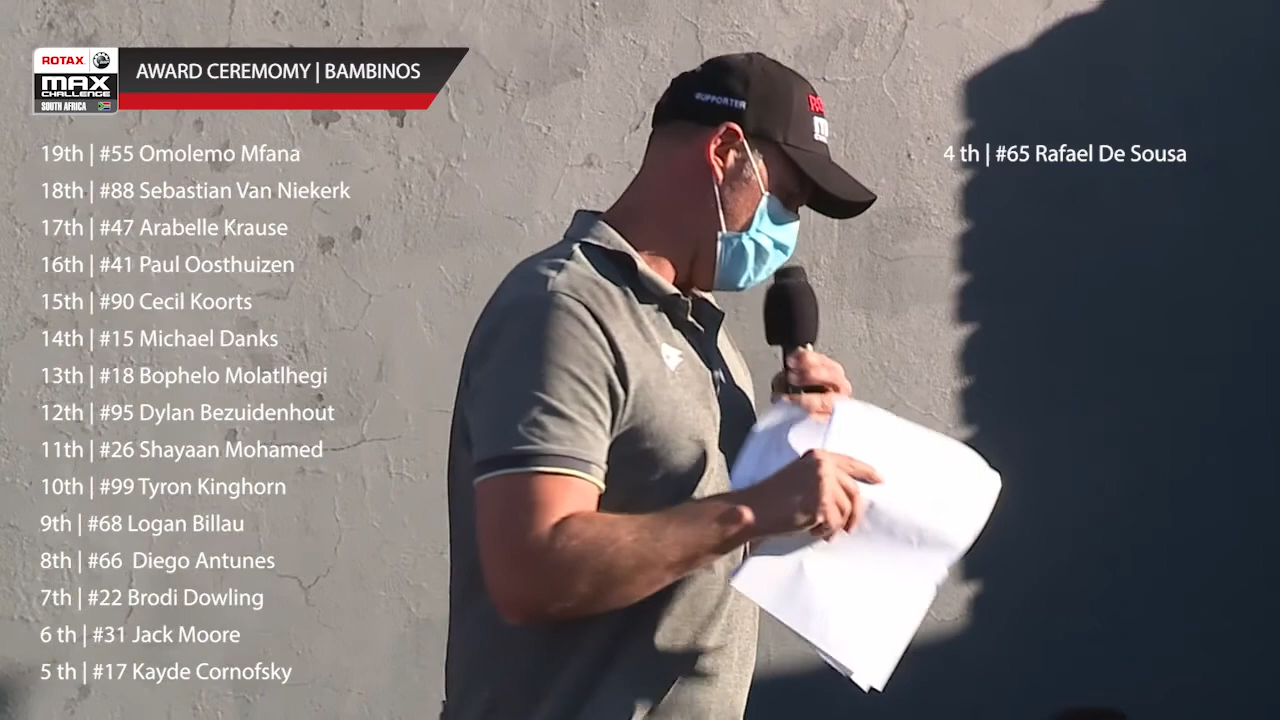 ROTAX
MAX
CHALLENGE
SOUTH AFRICA
AWARD CEREMOMY | BAMBINOS
19th | #55 Omolemo Mfana
18th | #88 Sebastian Van Niekerk
17th | #47 Arabelle Krause
16th | #41 Paul Oosthuizen
15th | #90 Cecil Koorts
14th | #15 Michael Danks
13th | #18 Bophelo Molatlhegi
12th | #95 Dylan Bezuidenhout
11th | #26 Shayaan Mohamed
10th | #99 Tyron Kinghorn
9th | #68 Logan Billau
8th | #66  Diego Antunes
7th | #22 Brodi Dowling
6 th | #31 Jack Moore
5 th | #17 Kayde Cornofsky
4 th | #65 Rafael De Sousa
SUPPORTER